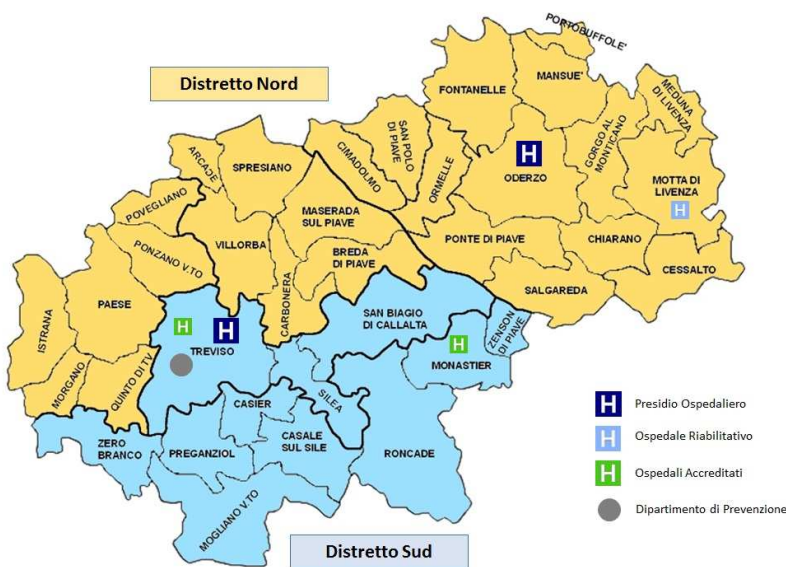 PORTOBUFFOLE'
Distretto Nord
FONTANELLE
MANSUE'
MEDUNA
DI LIVENZA
ARCADE
SPRESIANO
CIMADOLMO
SAN POLO
DI PIAVE
ORMELLE
H
ODERZO
GORGO AL
MONTICANO
MOTTA DI
LIVENZA
H
POVEGLIANO
PONZANO V.TO
VILLORBA
MASERADA
SUL PIAVE
BREDA
DI PIAVE
CARBONERA
PONTE DI PIAVE
CHIARANO
CESSALTO
SALGAREDA
ISTRANA
PAESE
MORGANO
QUINTO DI TV
H
H
TREVISO
SAN BIAGIO
DI CALLALTA
H
MONASTIER
ZENSON
DI PIAVE
ZERO
BRANCO
PREGANZIOL
CASIER
SILEA
CASALE
SUL SILE
RONCADE
MOGLIANO V.TO
Distretto Sud
H Presidio Ospedaliero
H Ospedale Riabilitativo
H Ospedali Accreditati
Dipartimento di Prevenzione